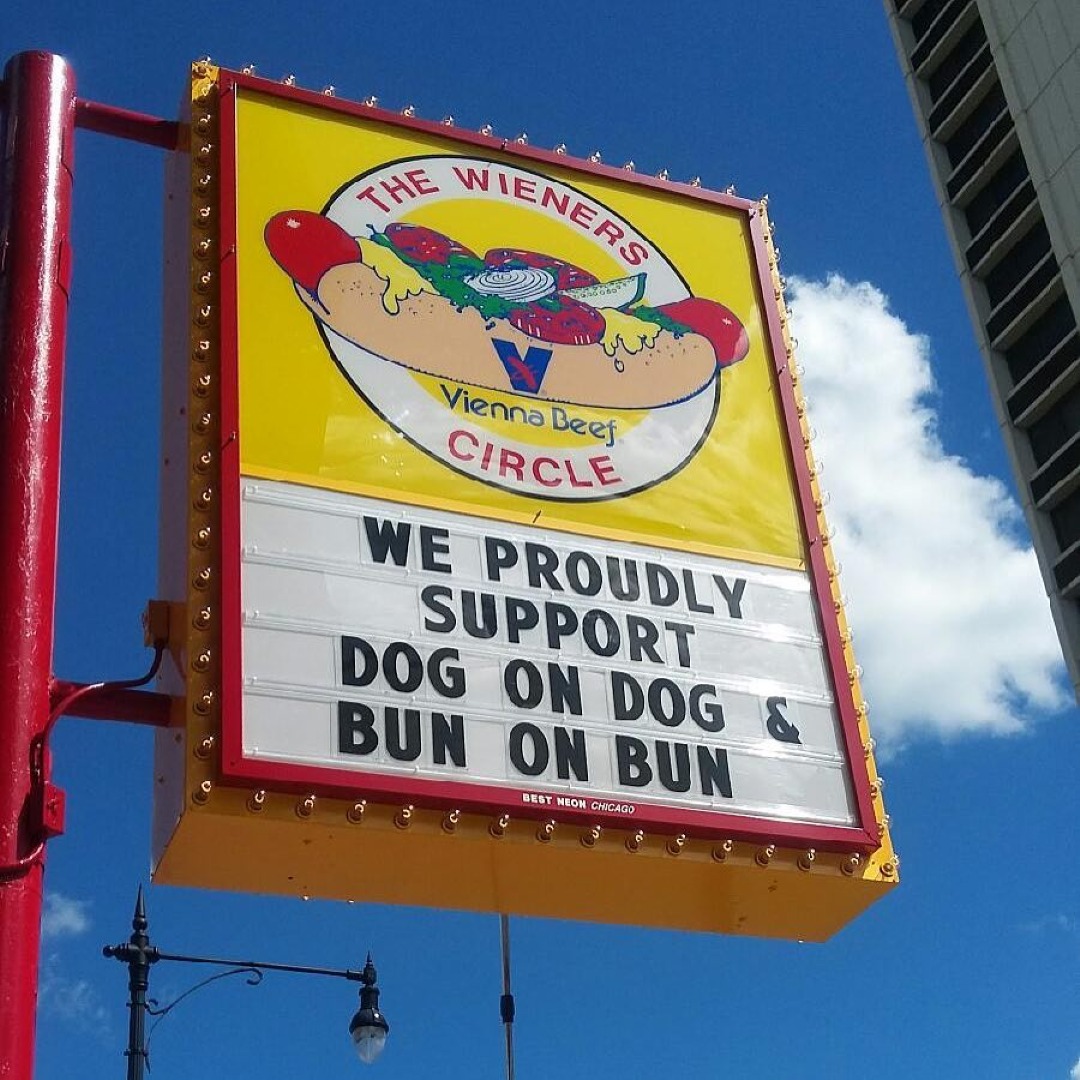 THE WIENERS
V
Vienna Beef
CIRCLE
WE PROUDLY
SUPPORT
DOG ON DOG &
BUN ON BUN
BEST NEON CHICAGO